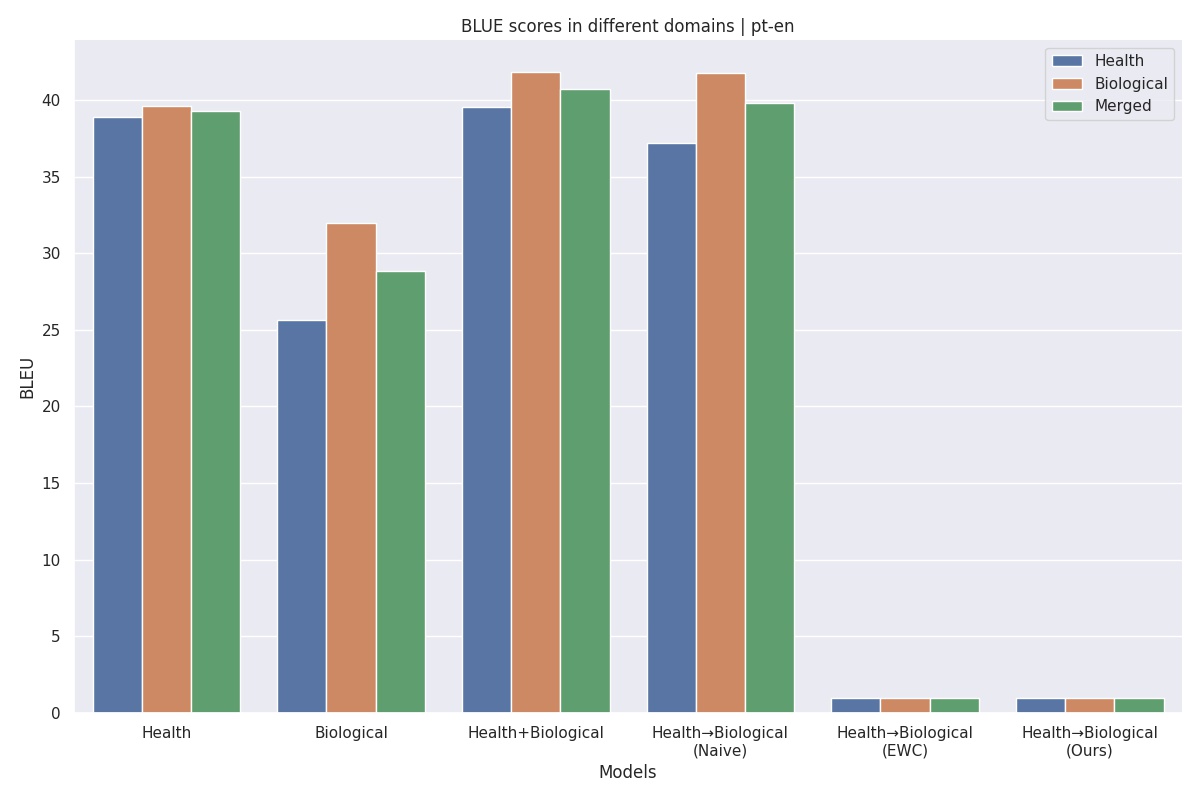 BLUE scores in different domains | pt-en
Health
Biological
Merged
BLEU
40
35
30
25
20
15
10
5
0
Health
Biological
Health+Biological
Health→Biological
(Naive)
Health→Biological
(EWC)
Health→Biological
(Ours)
Models